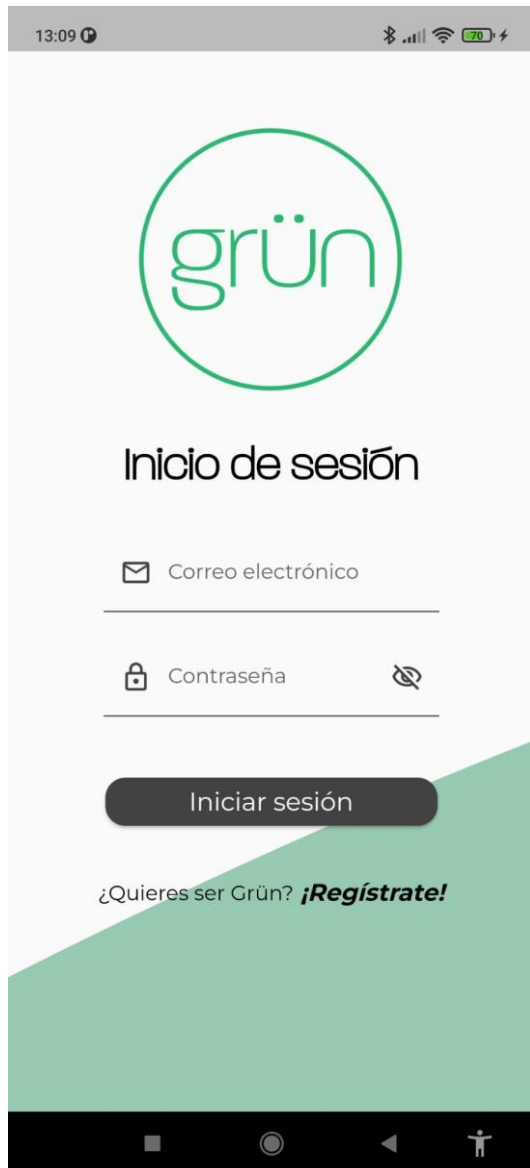 13:09
70
grün
Inicio de sesión
Correo electrónico
Contraseña
Iniciar sesión
¿Quieres ser Grün? ¡Regístrate!